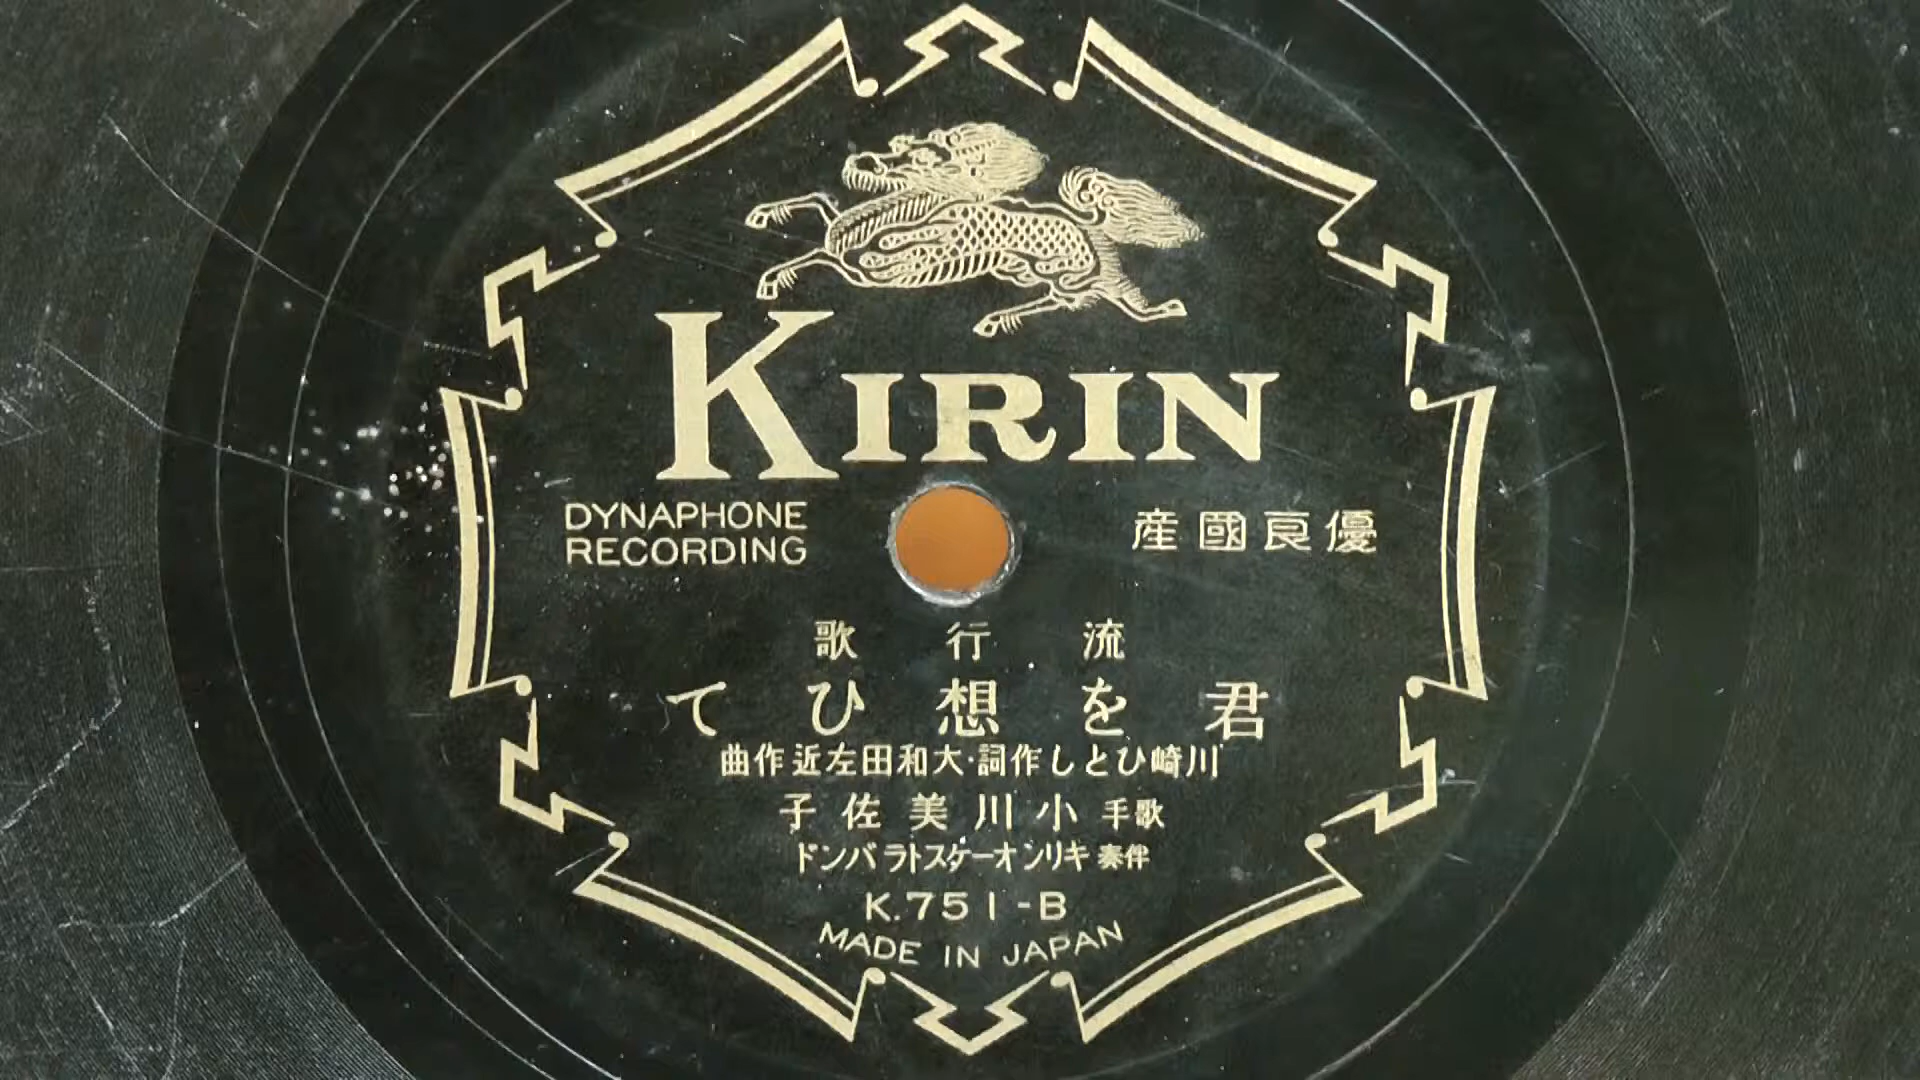 KIRIN
DYNAPHONE
RECORDING
優良國産
流行歌
君を想ひて
川崎ひとし作詞・大和田左近作曲
歌手 小川美佐子
伴奏 キリンオーケストラバンド
K.751-B
MADE IN JAPAN